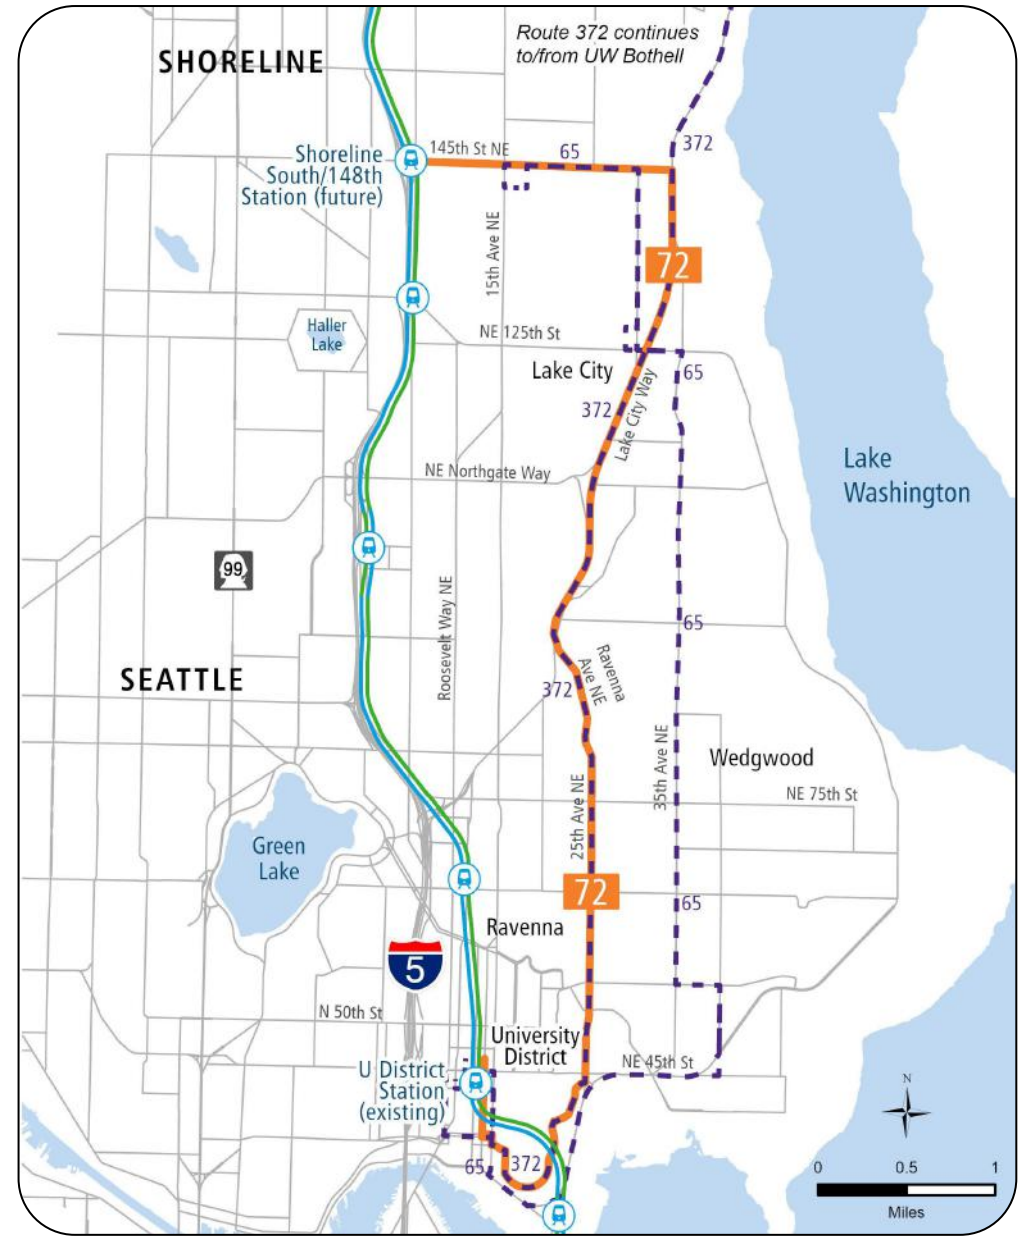 Route 372 continues
to/from UW Bothell
SHORELINE
372
145th St NE
65
Shoreline
South/148th
Station (future)
15th Ave NE
72
Haller
Lake
NE 125th St
Lake City
65
372
Lake City Way
Lake
Washington
NE Northgate Way
99
Roosevelt Way NE
65
SEATTLE
Ravenna
Ave NE
372
35th Ave NE
Wedgwood
25th Ave NE
NE 75th St
Green
Lake
72
65
Ravenna
5
N 50th St
University
District
NE 45th St
U District
Station
(existing)
N
65
372
0 0.5 1
Miles